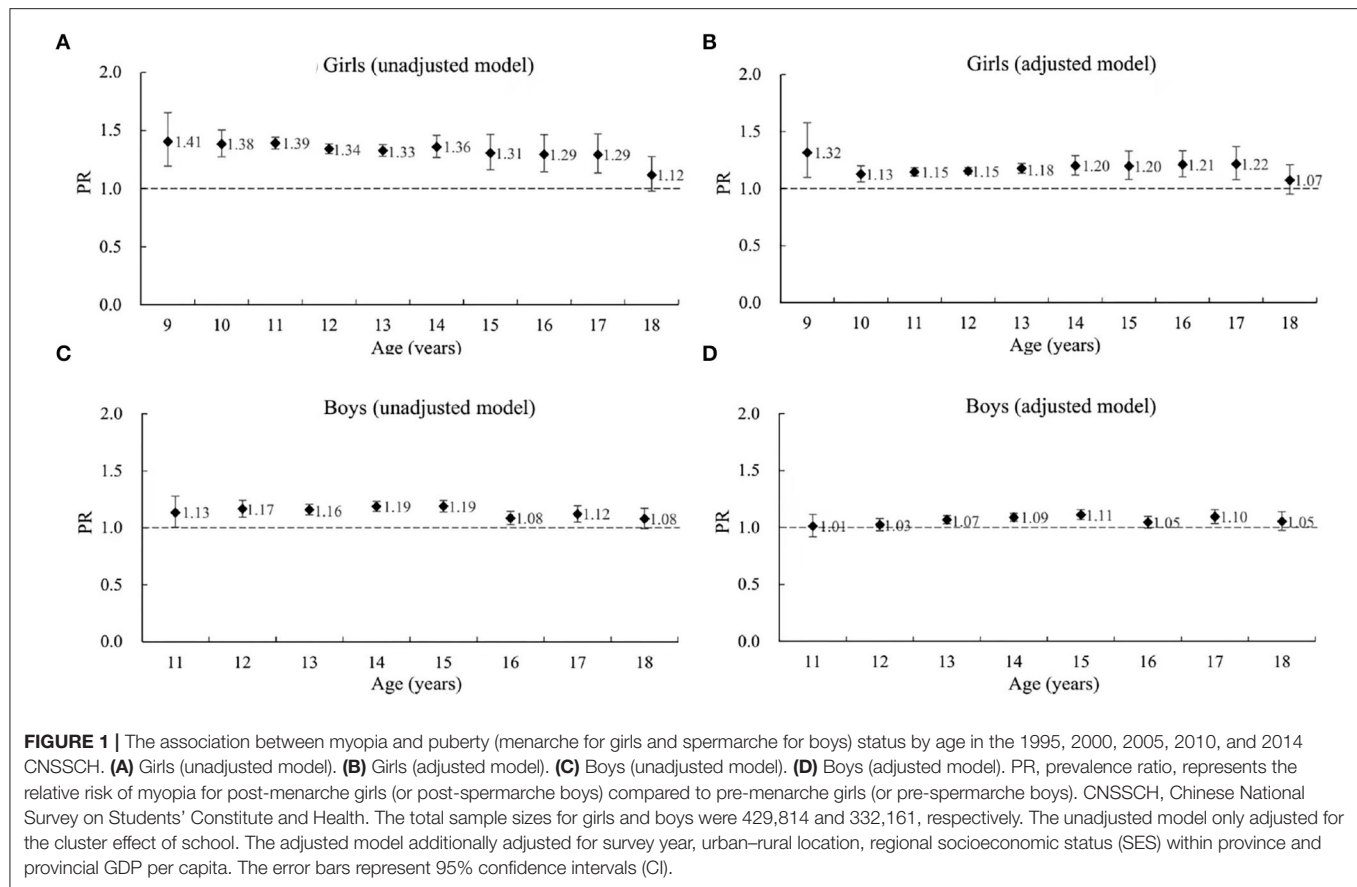 A
) Girls (unadjusted model)
2.0
1.5
1.0
0.5
0.0
PR
1.41
1.38
1.39
1.34
1.33
1.36
1.31
1.29
1.29
1.12
9 10 11 12 13 14 15 16 17 18
Age (years)
B
Girls (adjusted model)
2.0
1.5
1.0
0.5
0.0
PR
1.32
1.13
1.15
1.15
1.18
1.20
1.20
1.21
1.22
1.07
9 10 11 12 13 14 15 16 17 18
Age (years)
C
Boys (unadjusted model)
2.0
1.5
1.0
0.5
0.0
PR
1.13
1.17
1.16
1.19
1.19
1.08
1.12
1.08
11 12 13 14 15 16 17 18
Age (years)
D
Boys (adjusted model)
2.0
1.5
1.0
0.5
0.0
PR
1.01
1.03
1.07
1.09
1.11
1.05
1.10
1.05
11 12 13 14 15 16 17 18
Age (years)
FIGURE 1 | The association between myopia and puberty (menarche for girls and spermarche for boys) status by age in the 1995, 2000, 2005, 2010, and 2014
CNSSCH. (A) Girls (unadjusted model). (B) Girls (adjusted model). (C) Boys (unadjusted model). (D) Boys (adjusted model). PR, prevalence ratio, represents the
relative risk of myopia for post-menarche girls (or post-spermarche boys) compared to pre-menarche girls (or pre-spermarche boys). CNSSCH, Chinese National
Survey on Students' Constitute and Health. The total sample sizes for girls and boys were 429,814 and 332,161, respectively. The unadjusted model only adjusted for
the cluster effect of school. The adjusted model additionally adjusted for survey year, urban–rural location, regional socioeconomic status (SES) within province and
provincial GDP per capita. The error bars represent 95% confidence intervals (CI).